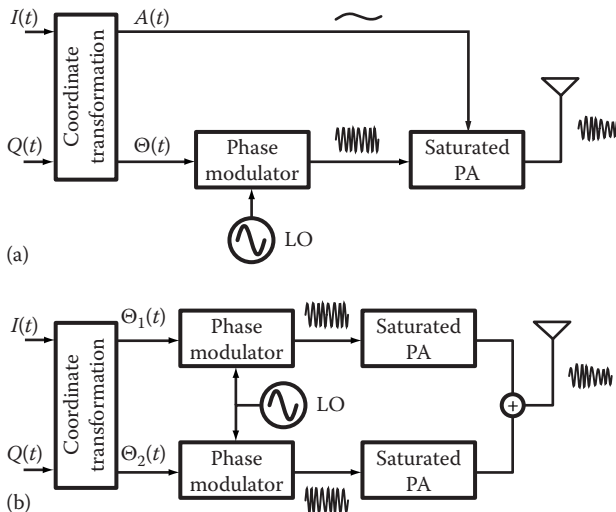 I(t)
A(t)
Coordinate
transformation
Q(t)
Θ(t)
Phase
modulator
Saturated
PA
LO
(a)
I(t)
Θ₁(t)
Phase
modulator
Saturated
PA
Coordinate
transformation
LO
+
Q(t)
Θ₂(t)
Phase
modulator
Saturated
PA
(b)